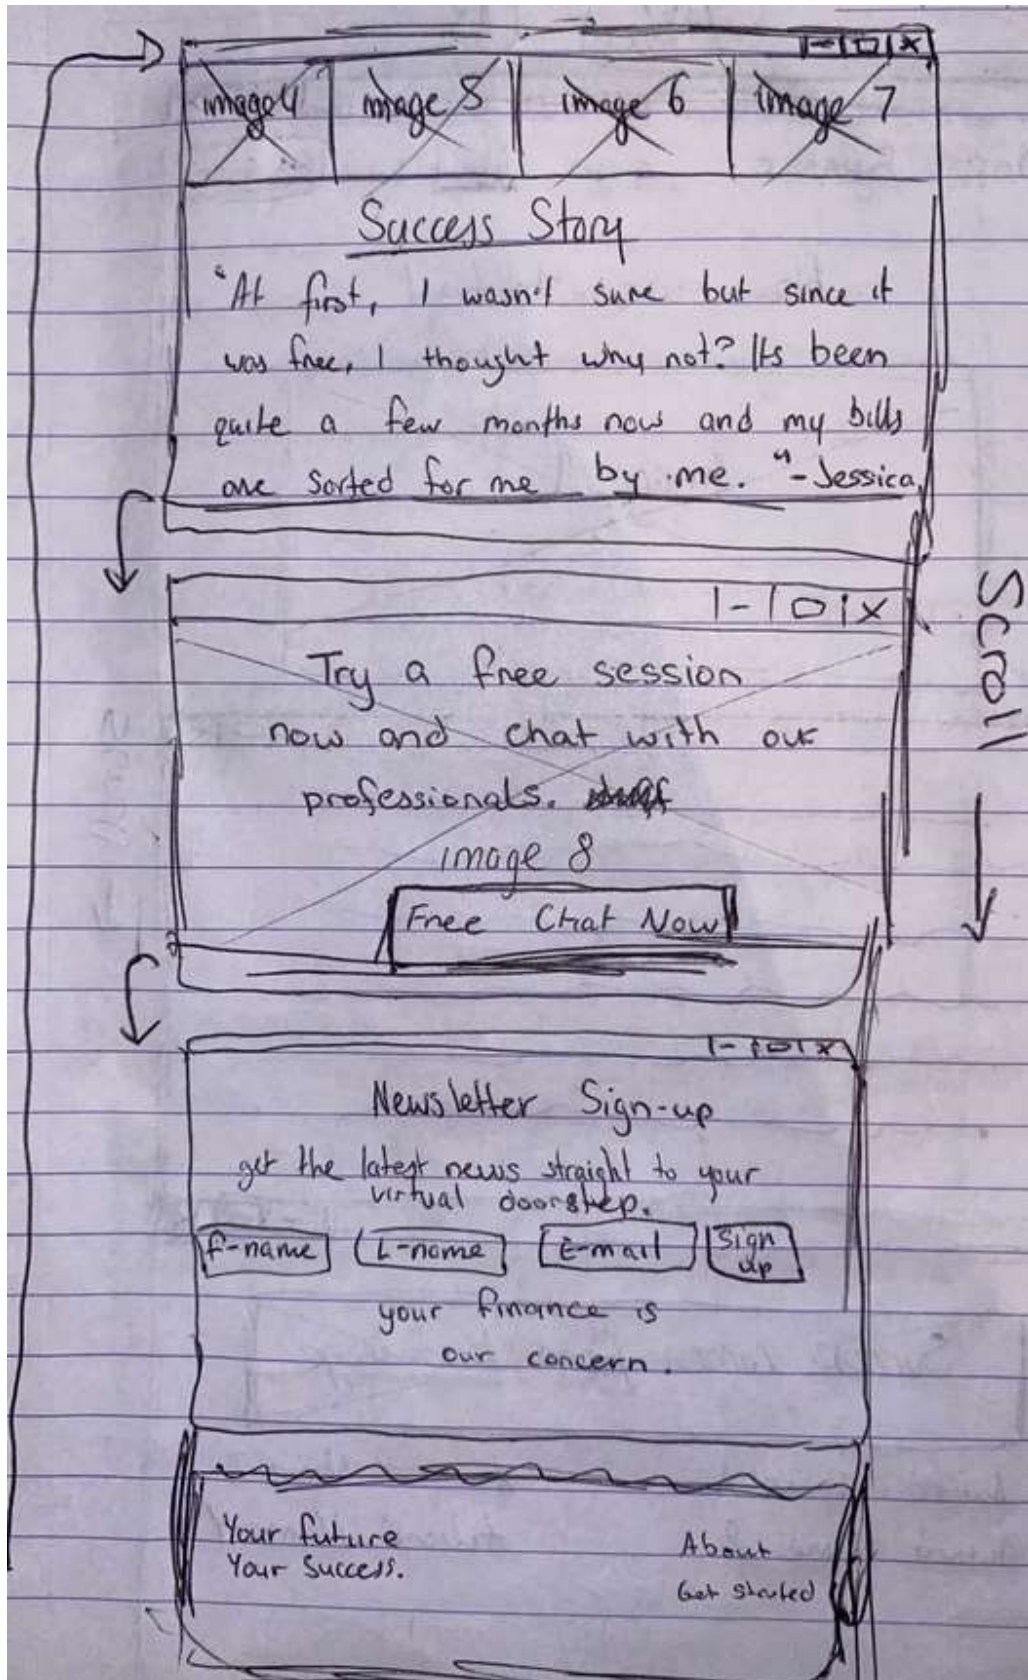 image 4 image 5 image 6 image 7
Success Story
"At first, I wasn't sure but since it
was free, I thought why not? Its been
quite a few months now and my bills
are sorted for me by me. "-Jessica
Scroll
Try a free session
now and chat with our
professionals.
image 8
Free Chat Now
Newsletter Sign-up
get the latest news straight to your
virtual doorstep.
F-name L-name E-mail Sign
up
your finance is
our concern.
Your future
Your Success.
About
Get started